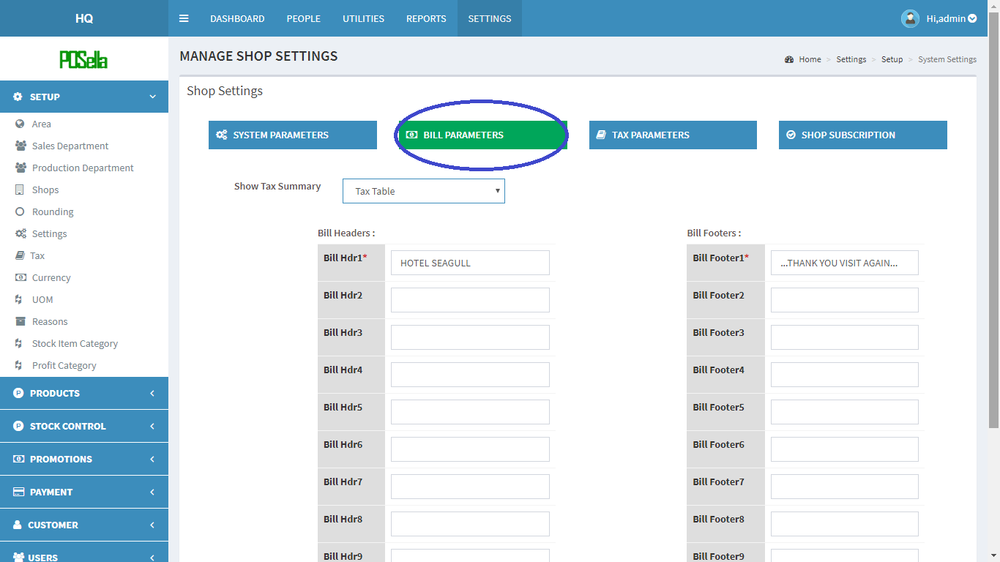 HQ
DASHBOARD PEOPLE UTILITIES REPORTS SETTINGS
Hi,admin
POSella
MANAGE SHOP SETTINGS
Home > Settings > Setup > System Settings
SETUP
Area
Sales Department
Production Department
Shops
Rounding
Settings
Tax
Currency
UOM
Reasons
Stock Item Category
Profit Category
PRODUCTS
STOCK CONTROL
PROMOTIONS
PAYMENT
CUSTOMER
USERS
Shop Settings
SYSTEM PARAMETERS BILL PARAMETERS TAX PARAMETERS SHOP SUBSCRIPTION
Show Tax Summary Tax Table
Bill Headers :
Bill Hdr1* HOTEL SEAGULL
Bill Hdr2
Bill Hdr3
Bill Hdr4
Bill Hdr5
Bill Hdr6
Bill Hdr7
Bill Hdr8
Bill Hdr9
Bill Footers :
Bill Footer1* ...THANK YOU VISIT AGAIN...
Bill Footer2
Bill Footer3
Bill Footer4
Bill Footer5
Bill Footer6
Bill Footer7
Bill Footer8
Bill Footer9